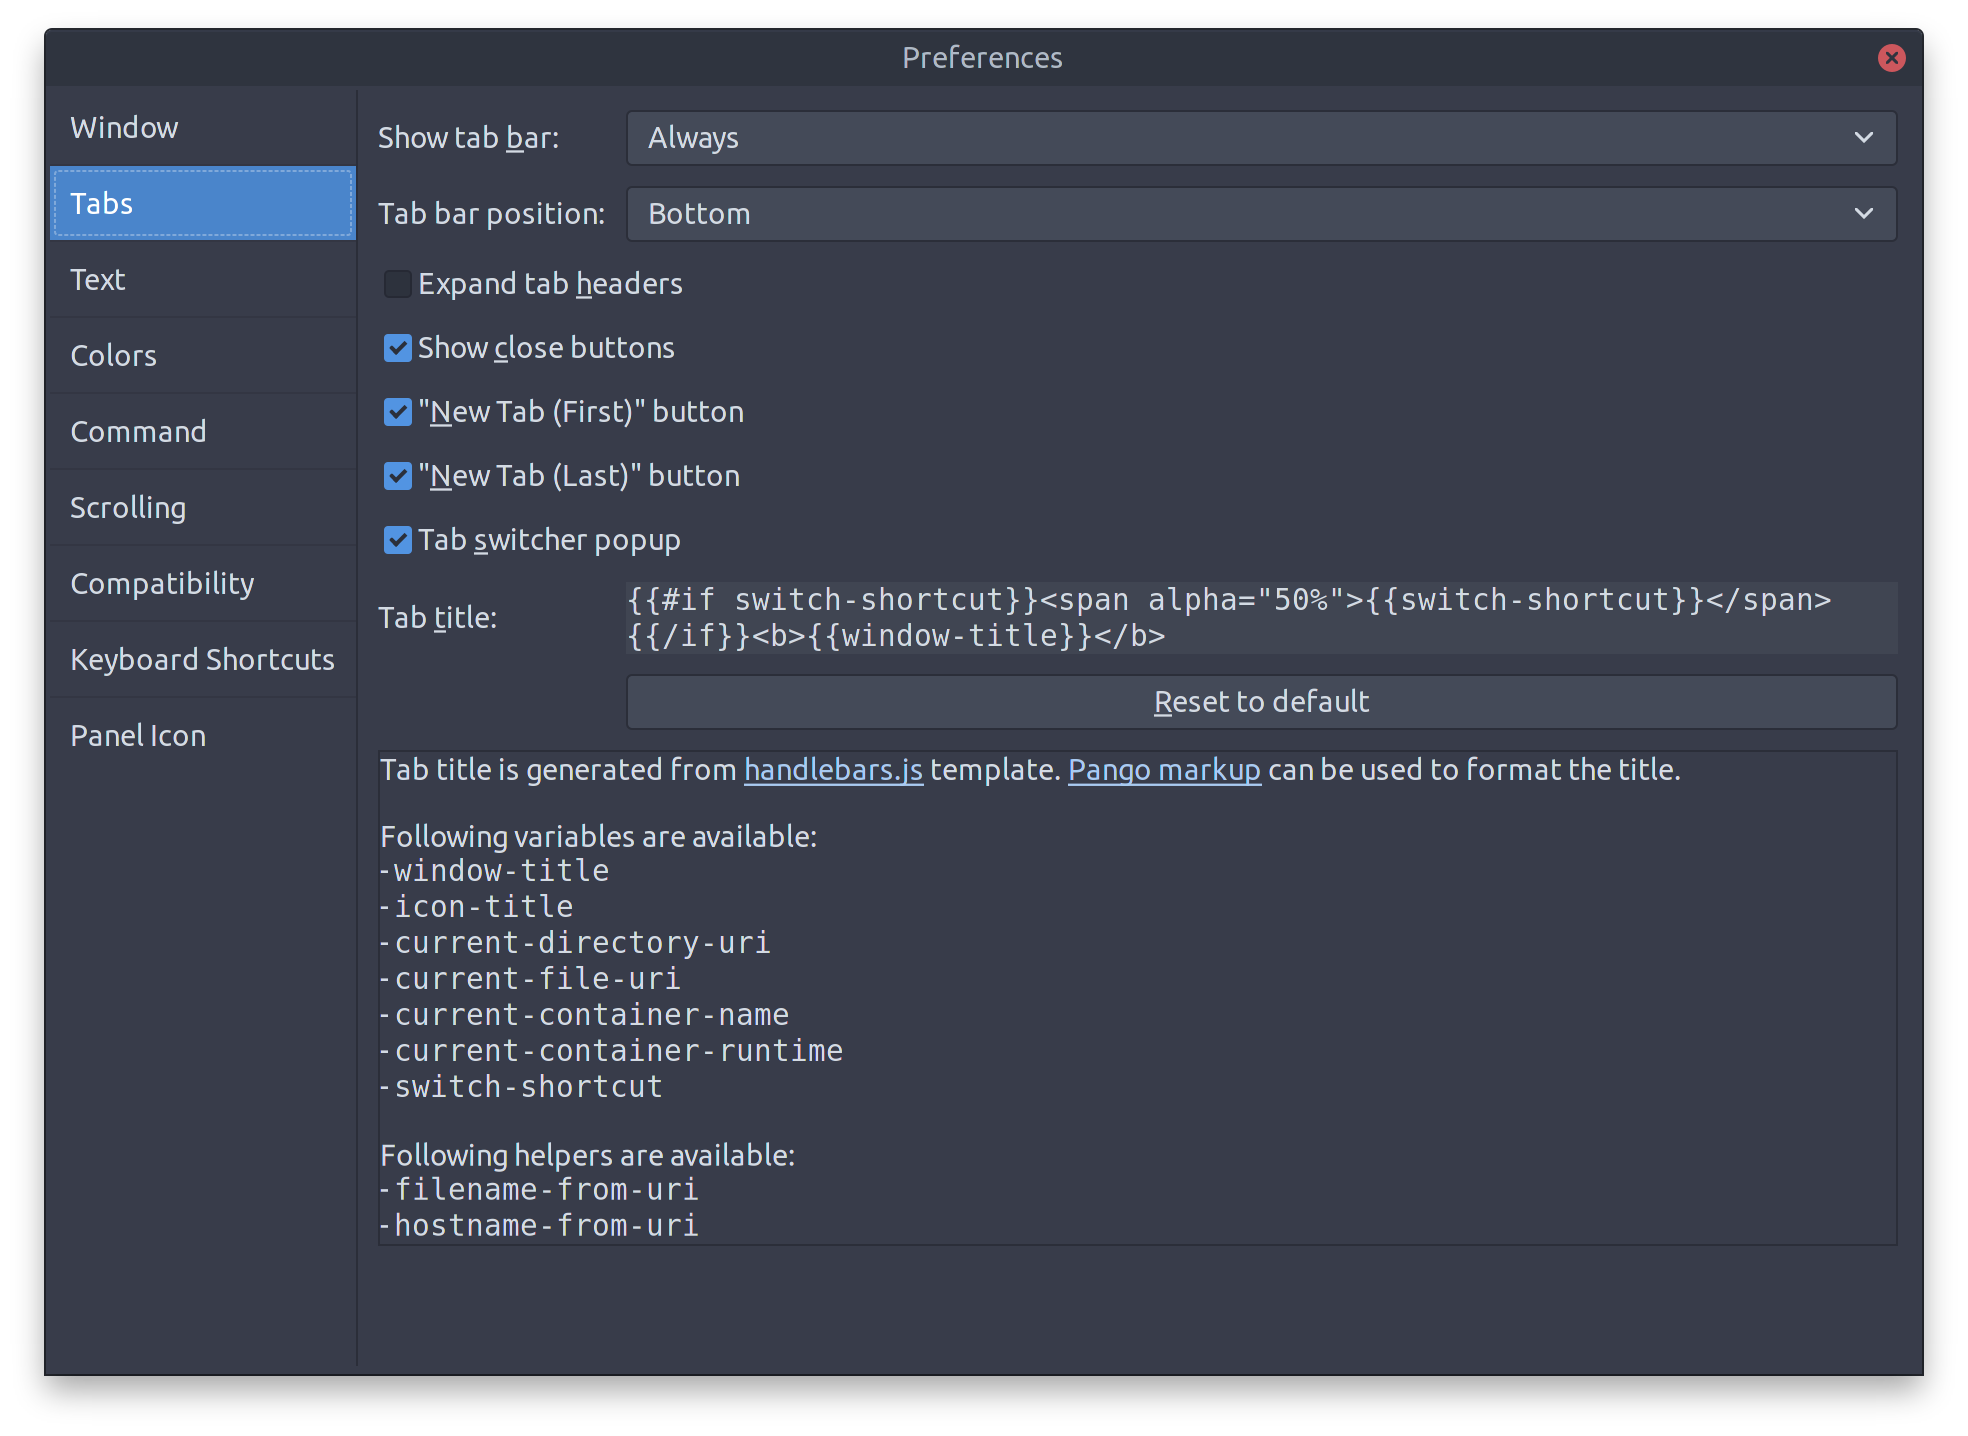 Preferences
Window
Tabs
Text
Colors
Command
Scrolling
Compatibility
Keyboard Shortcuts
Panel Icon
Show tab bar: Always
Tab bar position: Bottom
Expand tab headers
Show close buttons
"New Tab (First)" button
"New Tab (Last)" button
Tab switcher popup
Tab title:
{{#if switch-shortcut}}<span alpha="50%">{{switch-shortcut}}</span>
{{/if}}<b>{{window-title}}</b>
Reset to default
Tab title is generated from handlebars.js template. Pango markup can be used to format the title.
Following variables are available:
-window-title
-icon-title
-current-directory-uri
-current-file-uri
-current-container-name
-current-container-runtime
-switch-shortcut
Following helpers are available:
-filename-from-uri
-hostname-from-uri